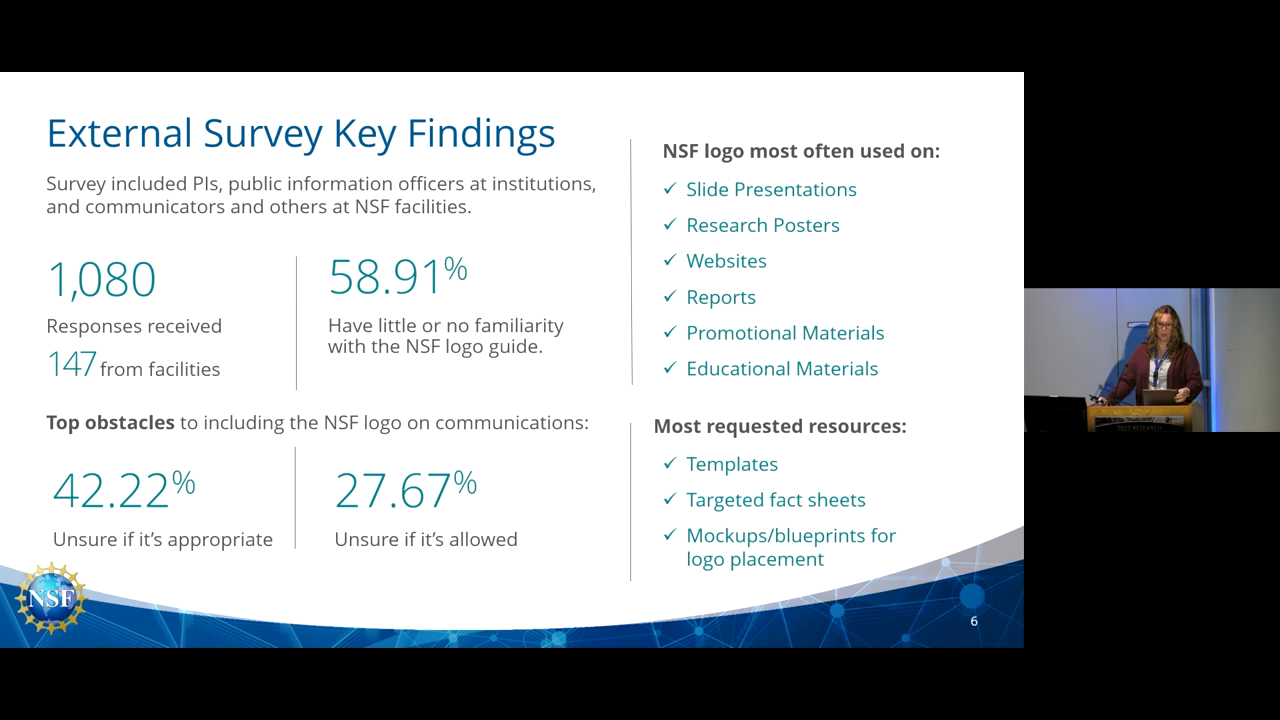 External Survey Key Findings
Survey included PIs, public information officers at institutions,
and communicators and others at NSF facilities.
1,080
Responses received
147 from facilities
58.91%
Have little or no familiarity
with the NSF logo guide.
Top obstacles to including the NSF logo on communications:
42.22%
Unsure if it's appropriate
27.67%
Unsure if it's allowed
NSF logo most often used on:
✓ Slide Presentations
✓ Research Posters
✓ Websites
✓ Reports
✓ Promotional Materials
✓ Educational Materials
Most requested resources:
✓ Templates
✓ Targeted fact sheets
✓ Mockups/blueprints for
logo placement
NSF
6
2022 RESEARCH